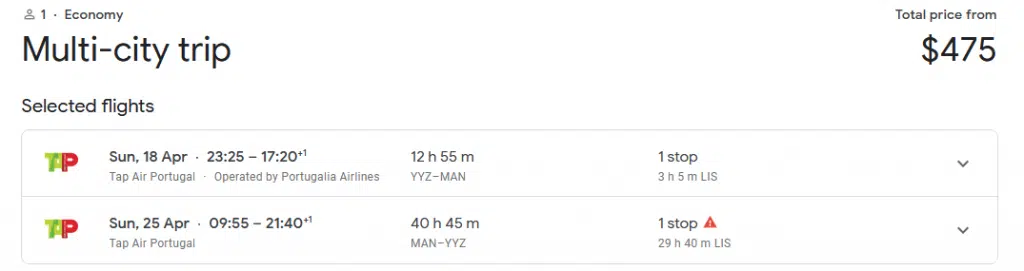 1 · Economy
Total price from
Multi-city trip
$475
Selected flights
TAP
Sun, 18 Apr · 23:25 – 17:20+1
12 h 55 m
1 stop
Tap Air Portugal · Operated by Portugalia Airlines
YYZ–MAN
3 h 5 m LIS
TAP
Sun, 25 Apr · 09:55 – 21:40+1
40 h 45 m
1 stop
Tap Air Portugal
MAN–YYZ
29 h 40 m LIS